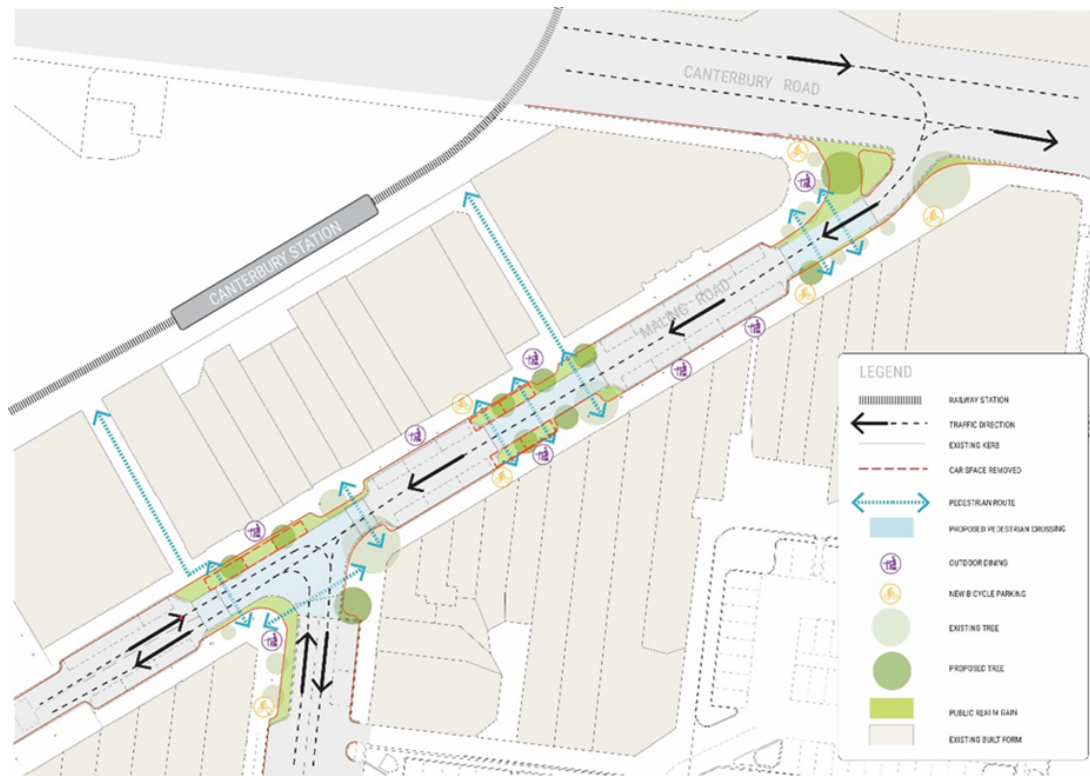 CANTERBURY ROAD
CANTERBURY STATION
MALING ROAD
LEGEND
RAILWAY STATION
TRAFFIC DIRECTION
EXISTING KERB
CAR SPACE REMOVED
PEDESTRIAN ROUTE
PROPOSED PEDESTRIAN CROSSING
OUTDOOR DINING
NEW BICYCLE PARKING
EXISTING TREE
PROPOSED TREE
PUBLIC REALM GAIN
EXISTING BUILT FORM